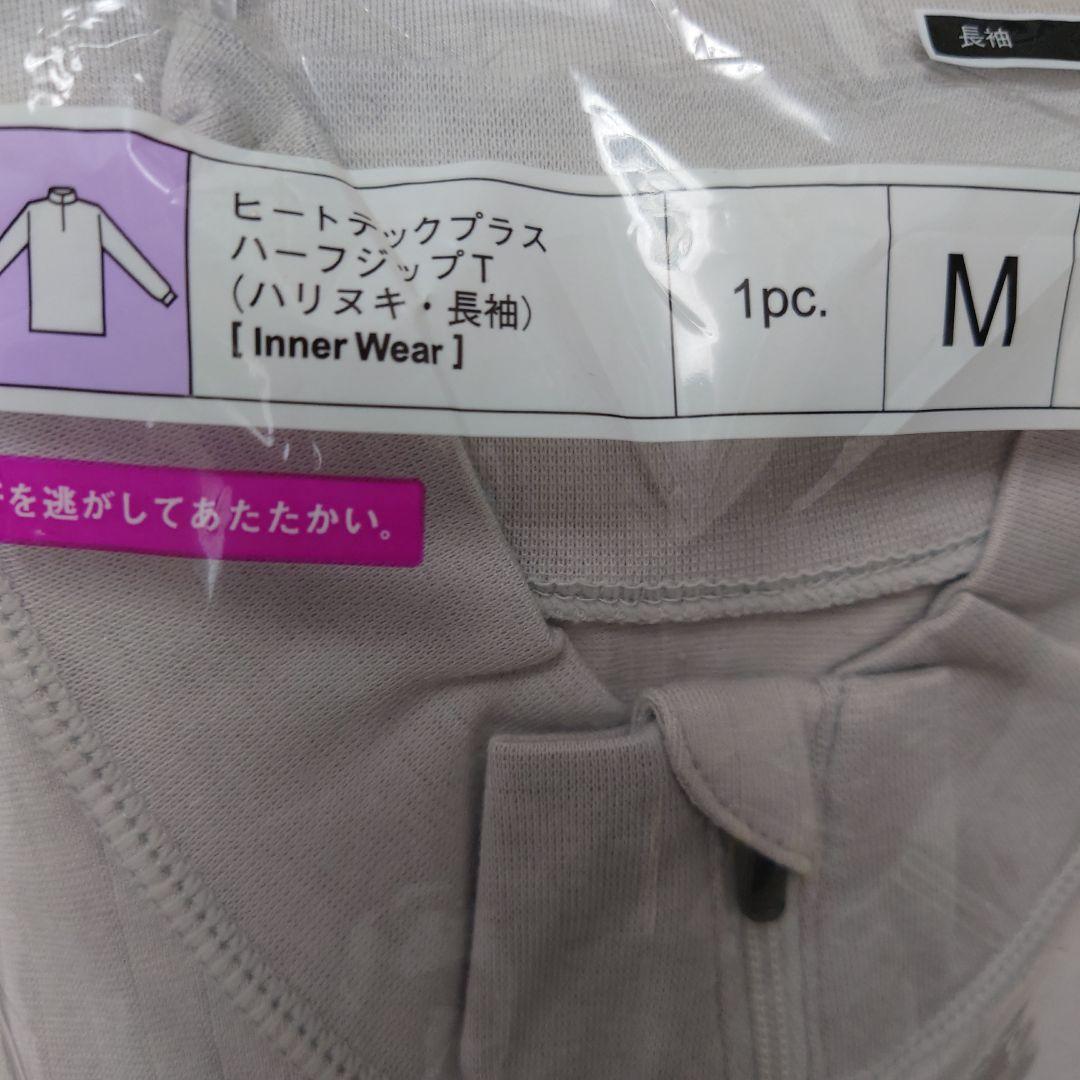 長袖
ヒートテックプラス
ハーフジップT
(ハリヌキ・長袖)
[Inner Wear]
1pc.
M
を逃がしてあたたかい。